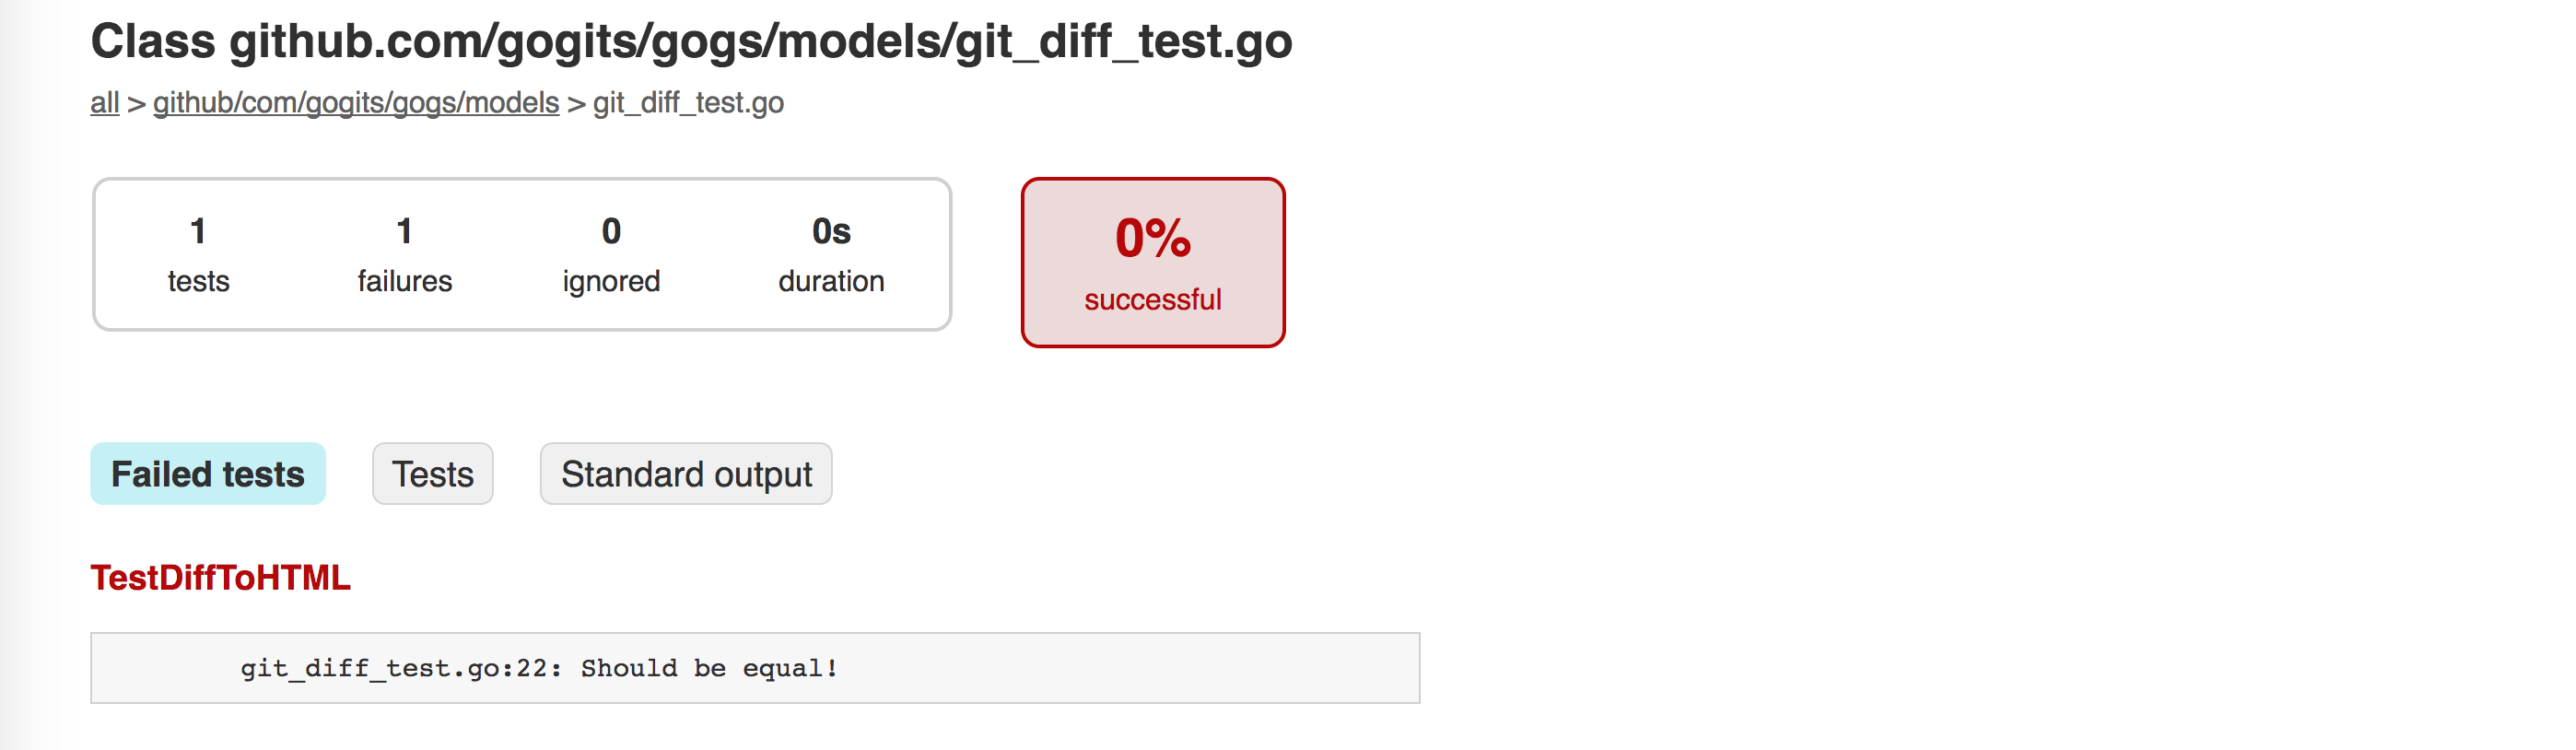 Class github.com/gogits/gogs/models/git_diff_test.go
all > github/com/gogits/gogs/models > git_diff_test.go
1 1 0 0s
tests failures ignored duration
0%
successful
Failed tests Tests Standard output
TestDiffToHTML
git_diff_test.go:22: Should be equal!